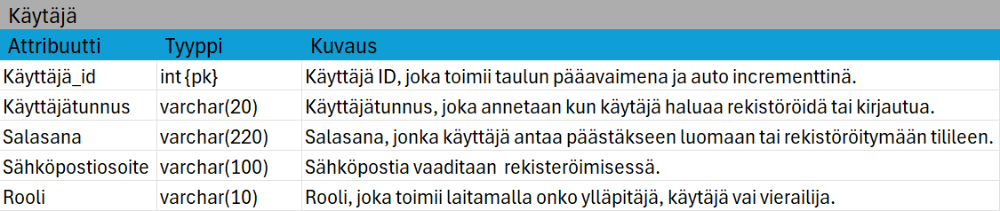 Käytäjä
Attribuutti Tyyppi Kuvaus
Käyttäjä_id int {pk} Käyttäjä ID, joka toimii taulun pääavaimena ja auto incrementtinä.
Käyttäjätunnus varchar(20) Käyttäjätunnus, joka annetaan kun käytäjä haluaa rekistöröidä tai kirjautua.
Salasana varchar(220) Salasana, jonka käyttäjä antaa päästäkseen luomaan tai rekistöröitymään tilileen.
Sähköpostiosoite varchar(100) Sähköpostia vaaditaan rekisteröimisessä.
Rooli varchar(10) Rooli, joka toimii laitamalla onko ylläpitäjä, käytäjä vai vierailija.